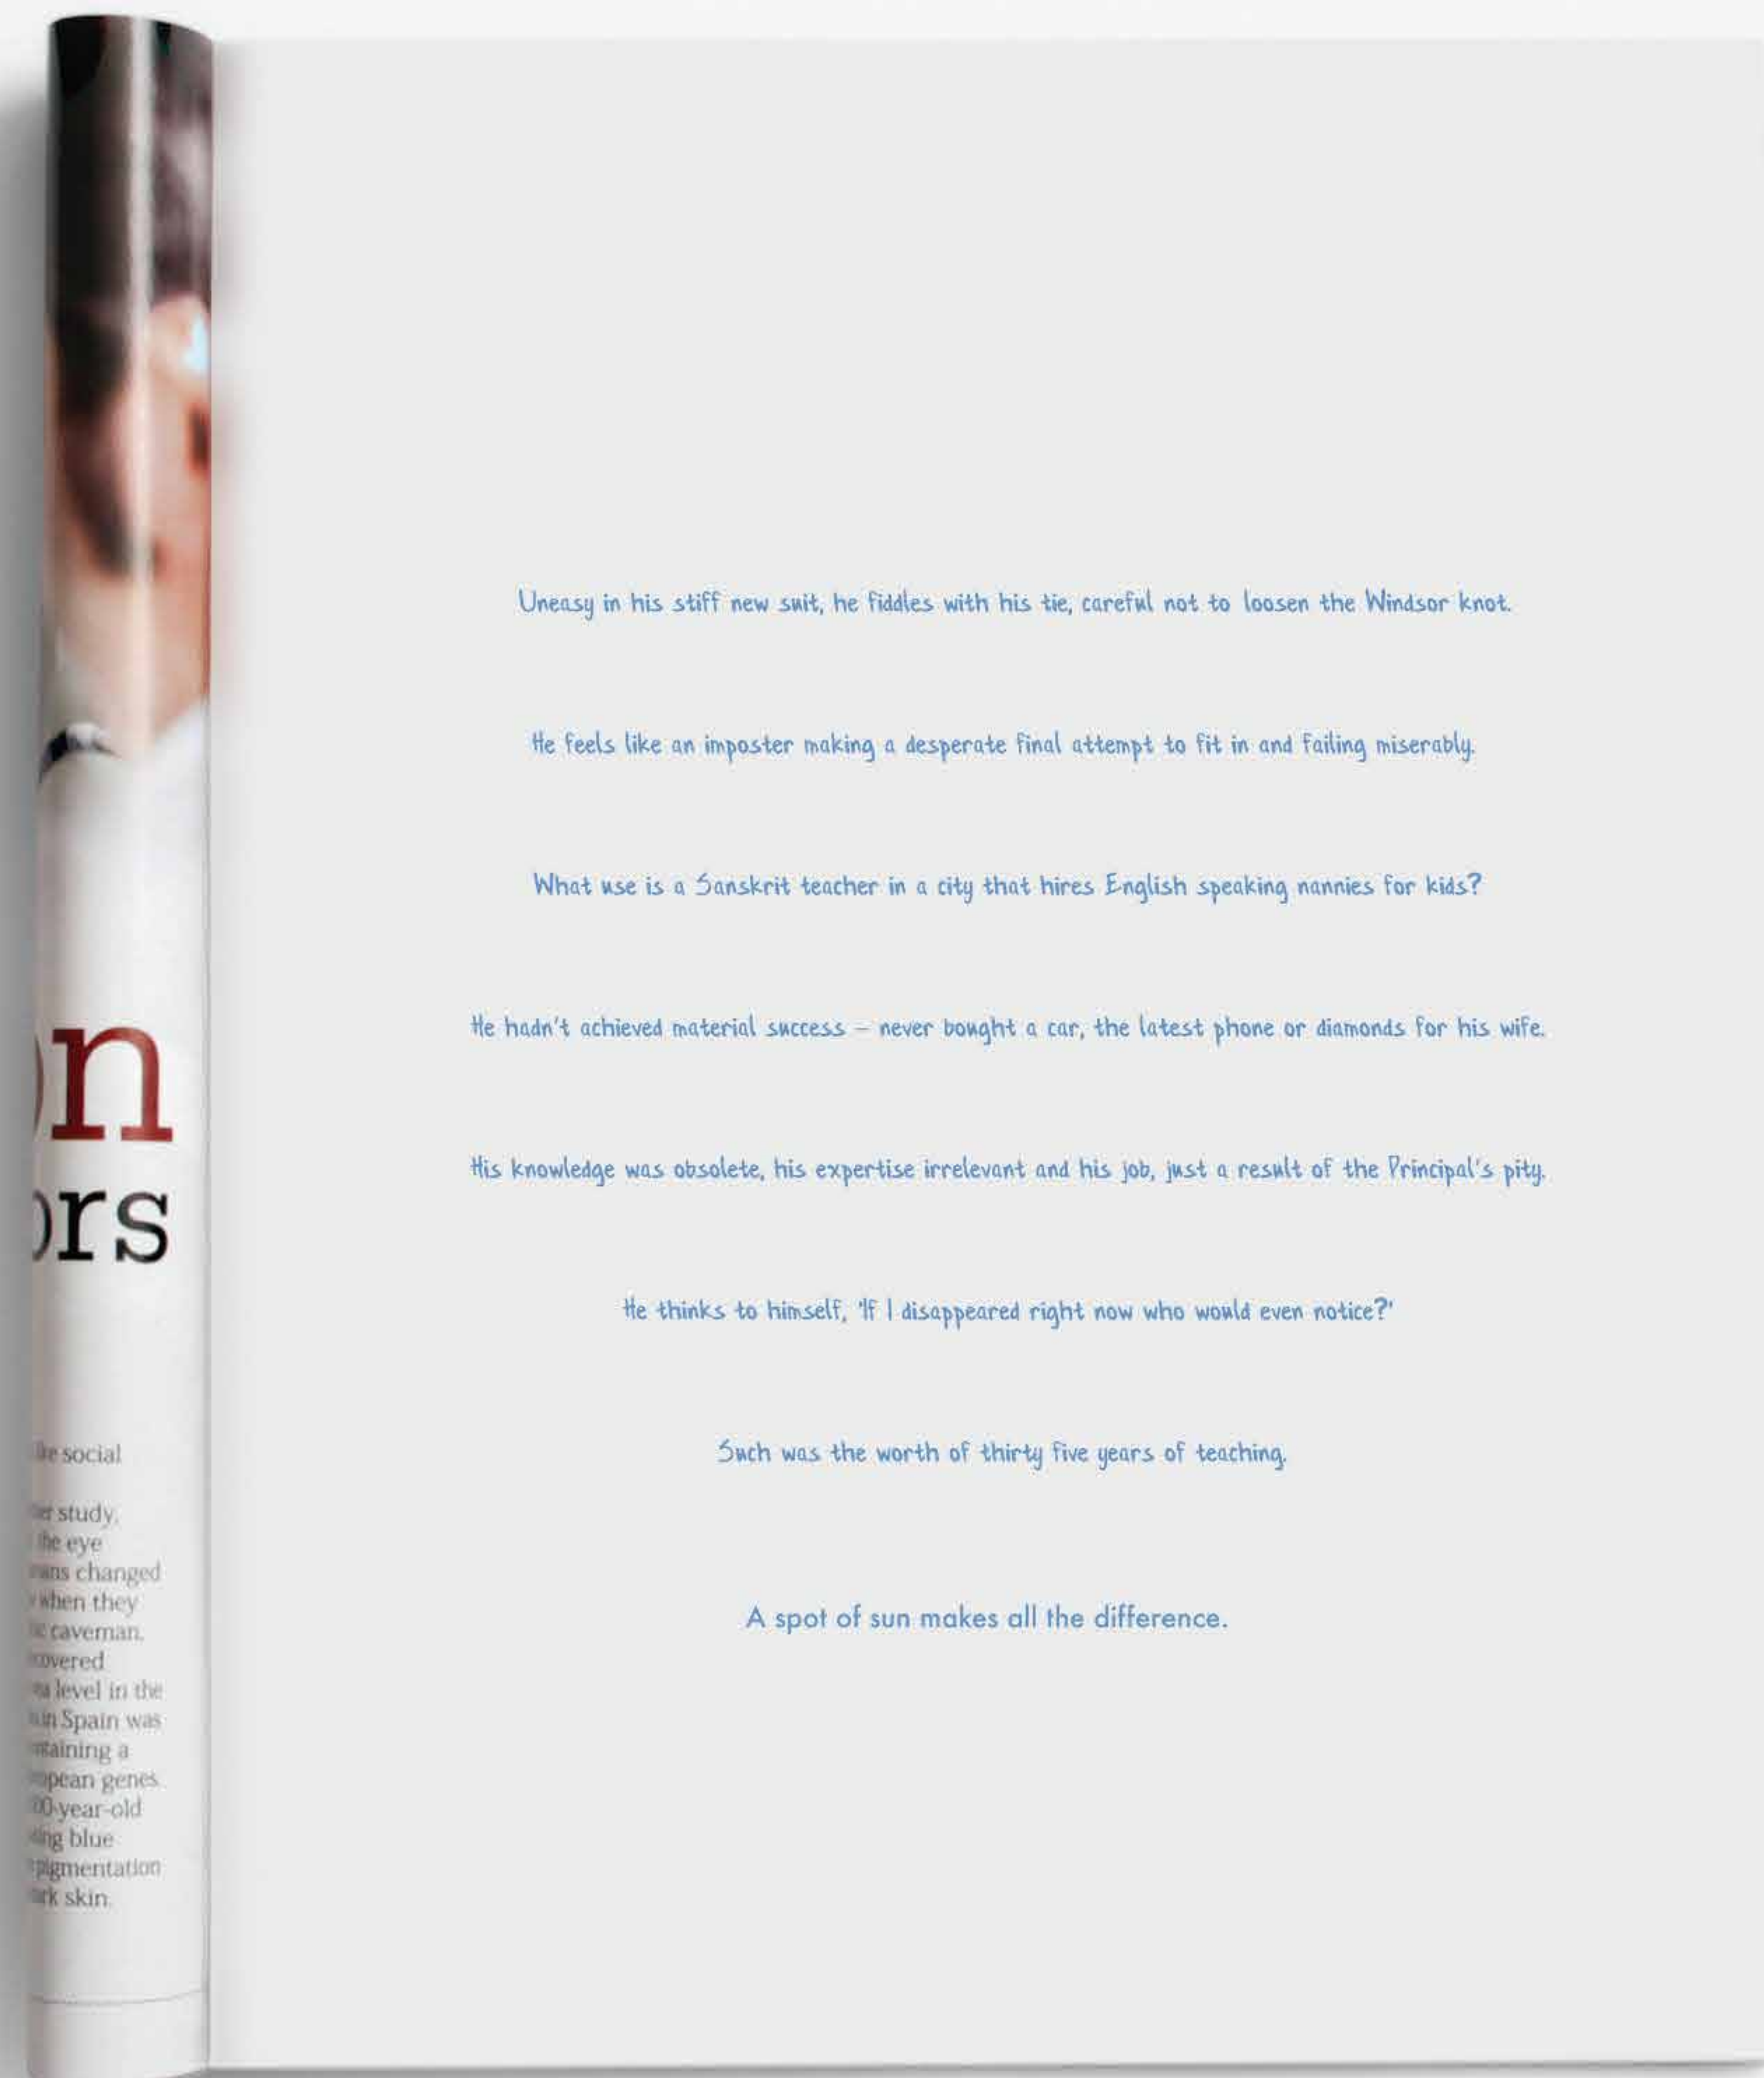 n
rs
social
study,
the eye
changed
when they
caveman,
level in the
in Spain was
a
genes
year-old
blue
pigmentation
skin.
Uneasy in his stiff new suit, he fiddles with his tie, careful not to loosen the Windsor knot.
He feels like an imposter making a desperate final attempt to fit in and failing miserably.
What use is a Sanskrit teacher in a city that hires English speaking nannies for kids?
He hadn't achieved material success – never bought a car, the latest phone or diamonds for his wife.
His knowledge was obsolete, his expertise irrelevant and his job, just a result of the Principal's pity.
He thinks to himself, 'If I disappeared right now who would even notice?'
Such was the worth of thirty five years of teaching.
A spot of sun makes all the difference.